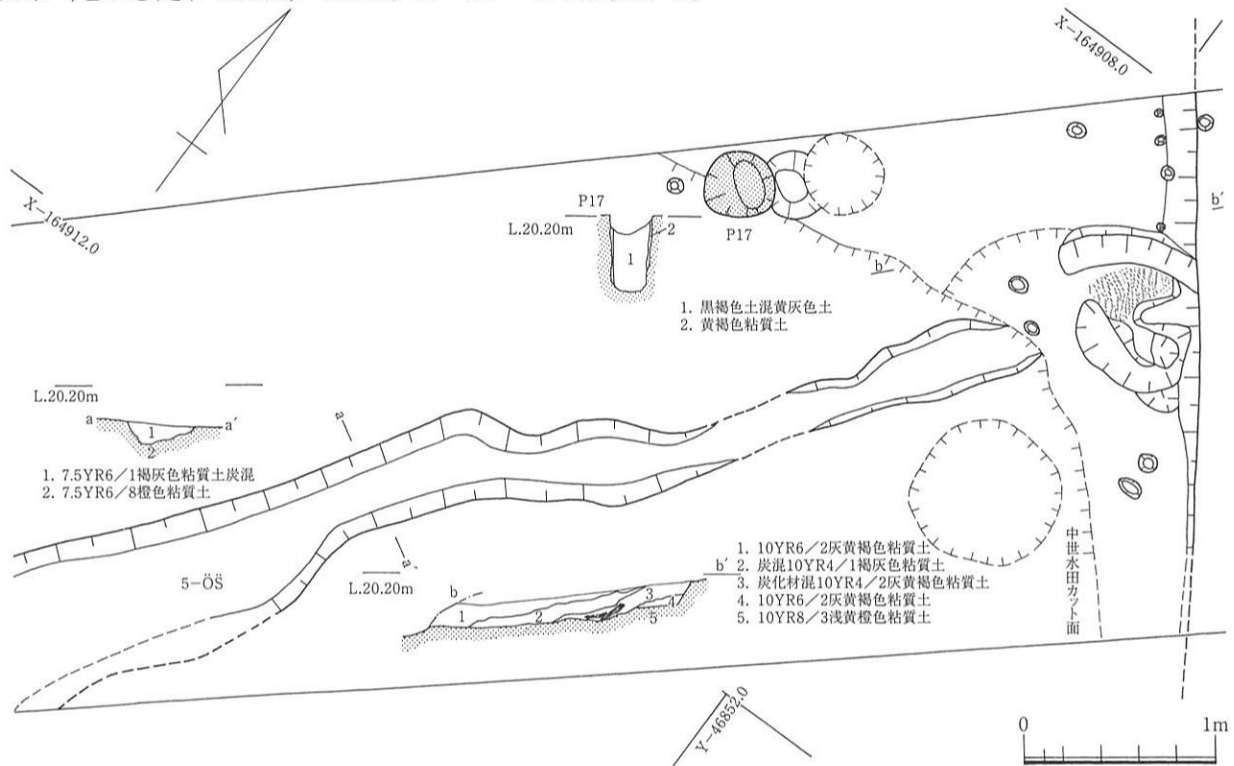 X-164908.0
X-164912.0
P17
L.20.20m
2
1
P17
b
b'
1. 黒褐色土混黄灰色土
2. 黄褐色粘質土
L.20.20m
a
a'
1
2
1. 7.5YR6/1褐灰色粘質土炭混
2. 7.5YR6/8橙色粘質土
a
a'
5-ÖS
L.20.20m
b
b'
1
2
3
4
5
1. 10YR6/2灰黄褐色粘質土
2. 炭混10YR4/1褐灰色粘質土
3. 炭化材混10YR4/2灰黄褐色粘質土
4. 10YR6/2灰黄褐色粘質土
5. 10YR8/3浅黄橙色粘質土
中世水田カット面
Y-46852.0
0 1m